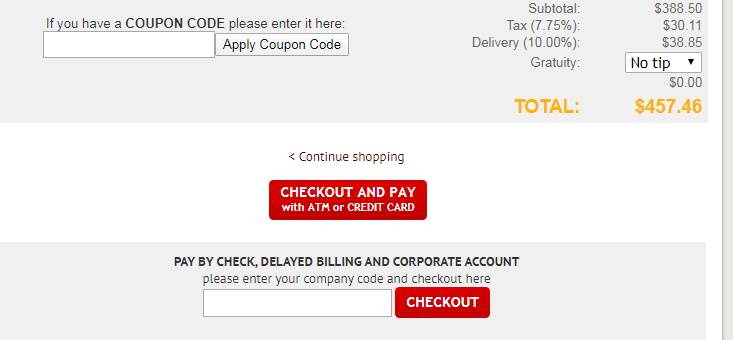 If you have a COUPON CODE please enter it here:
Apply Coupon Code
Subtotal: $388.50
Tax (7.75%): $30.11
Delivery (10.00%): $38.85
Gratuity: No tip
$0.00
TOTAL: $457.46
< Continue shopping
CHECKOUT AND PAY
with ATM or CREDIT CARD
PAY BY CHECK, DELAYED BILLING AND CORPORATE ACCOUNT
please enter your company code and checkout here
CHECKOUT